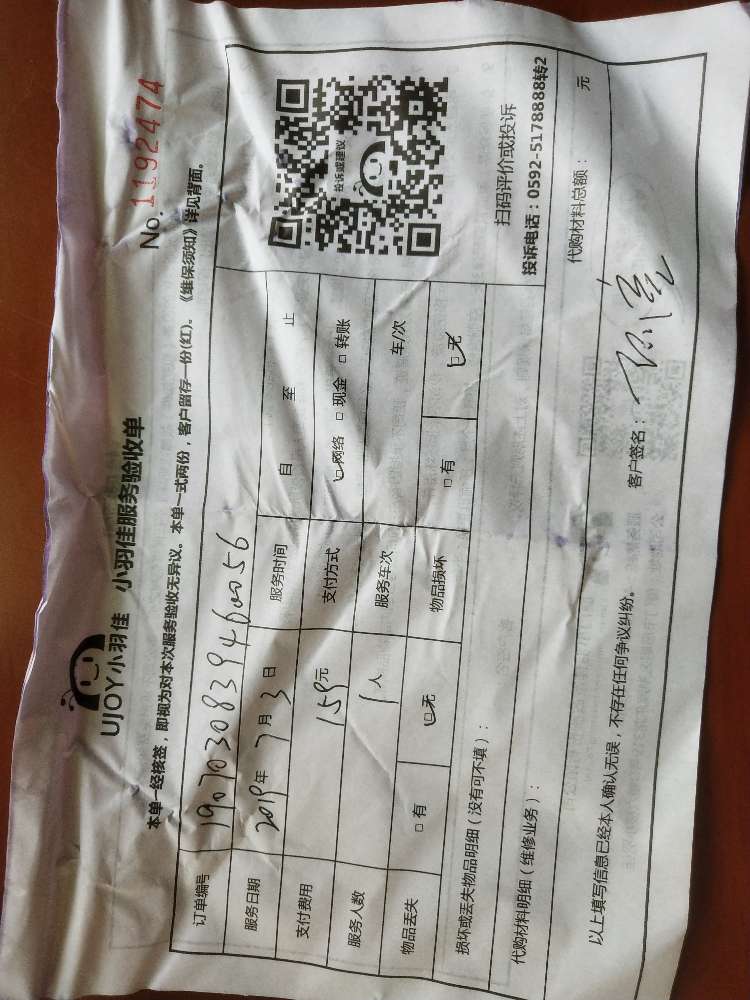 UJOY小羽佳 小羽佳服务验收单
No. 1192474
本单一经核签，即视为对本次服务验收无异议。本单一式两份，客户留存一份(红)。《维保须知》详见背面。
订单编号 190703083946000056
服务日期 2019年7月3日 服务时间 自 至 止
支付费用 159元 支付方式 ☑网络 □现金 □转账
服务人数 1人 服务车次 车/次
物品丢失 □有 ☑无 物品损坏 □有 ☑无
投诉或建议
扫码评价或投诉
投诉电话：0592-5178888转2
损坏或丢失物品明细（没有可不填）：
代购材料明细（维修业务）： 代购材料总额： 元
以上填写信息已经本人确认无误，不存在任何争议纠纷。 客户签名：